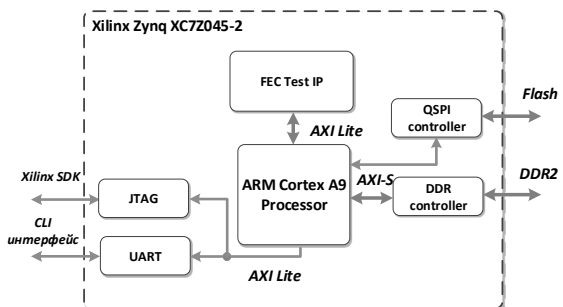 Xilinx Zynq XC7Z045-2
FEC Test IP
AXI Lite
QSPI
controller
Flash
ARM Cortex A9
Processor
AXI-S
DDR
controller
DDR2
Xilinx SDK
JTAG
CLI
интерфейс
UART
AXI Lite